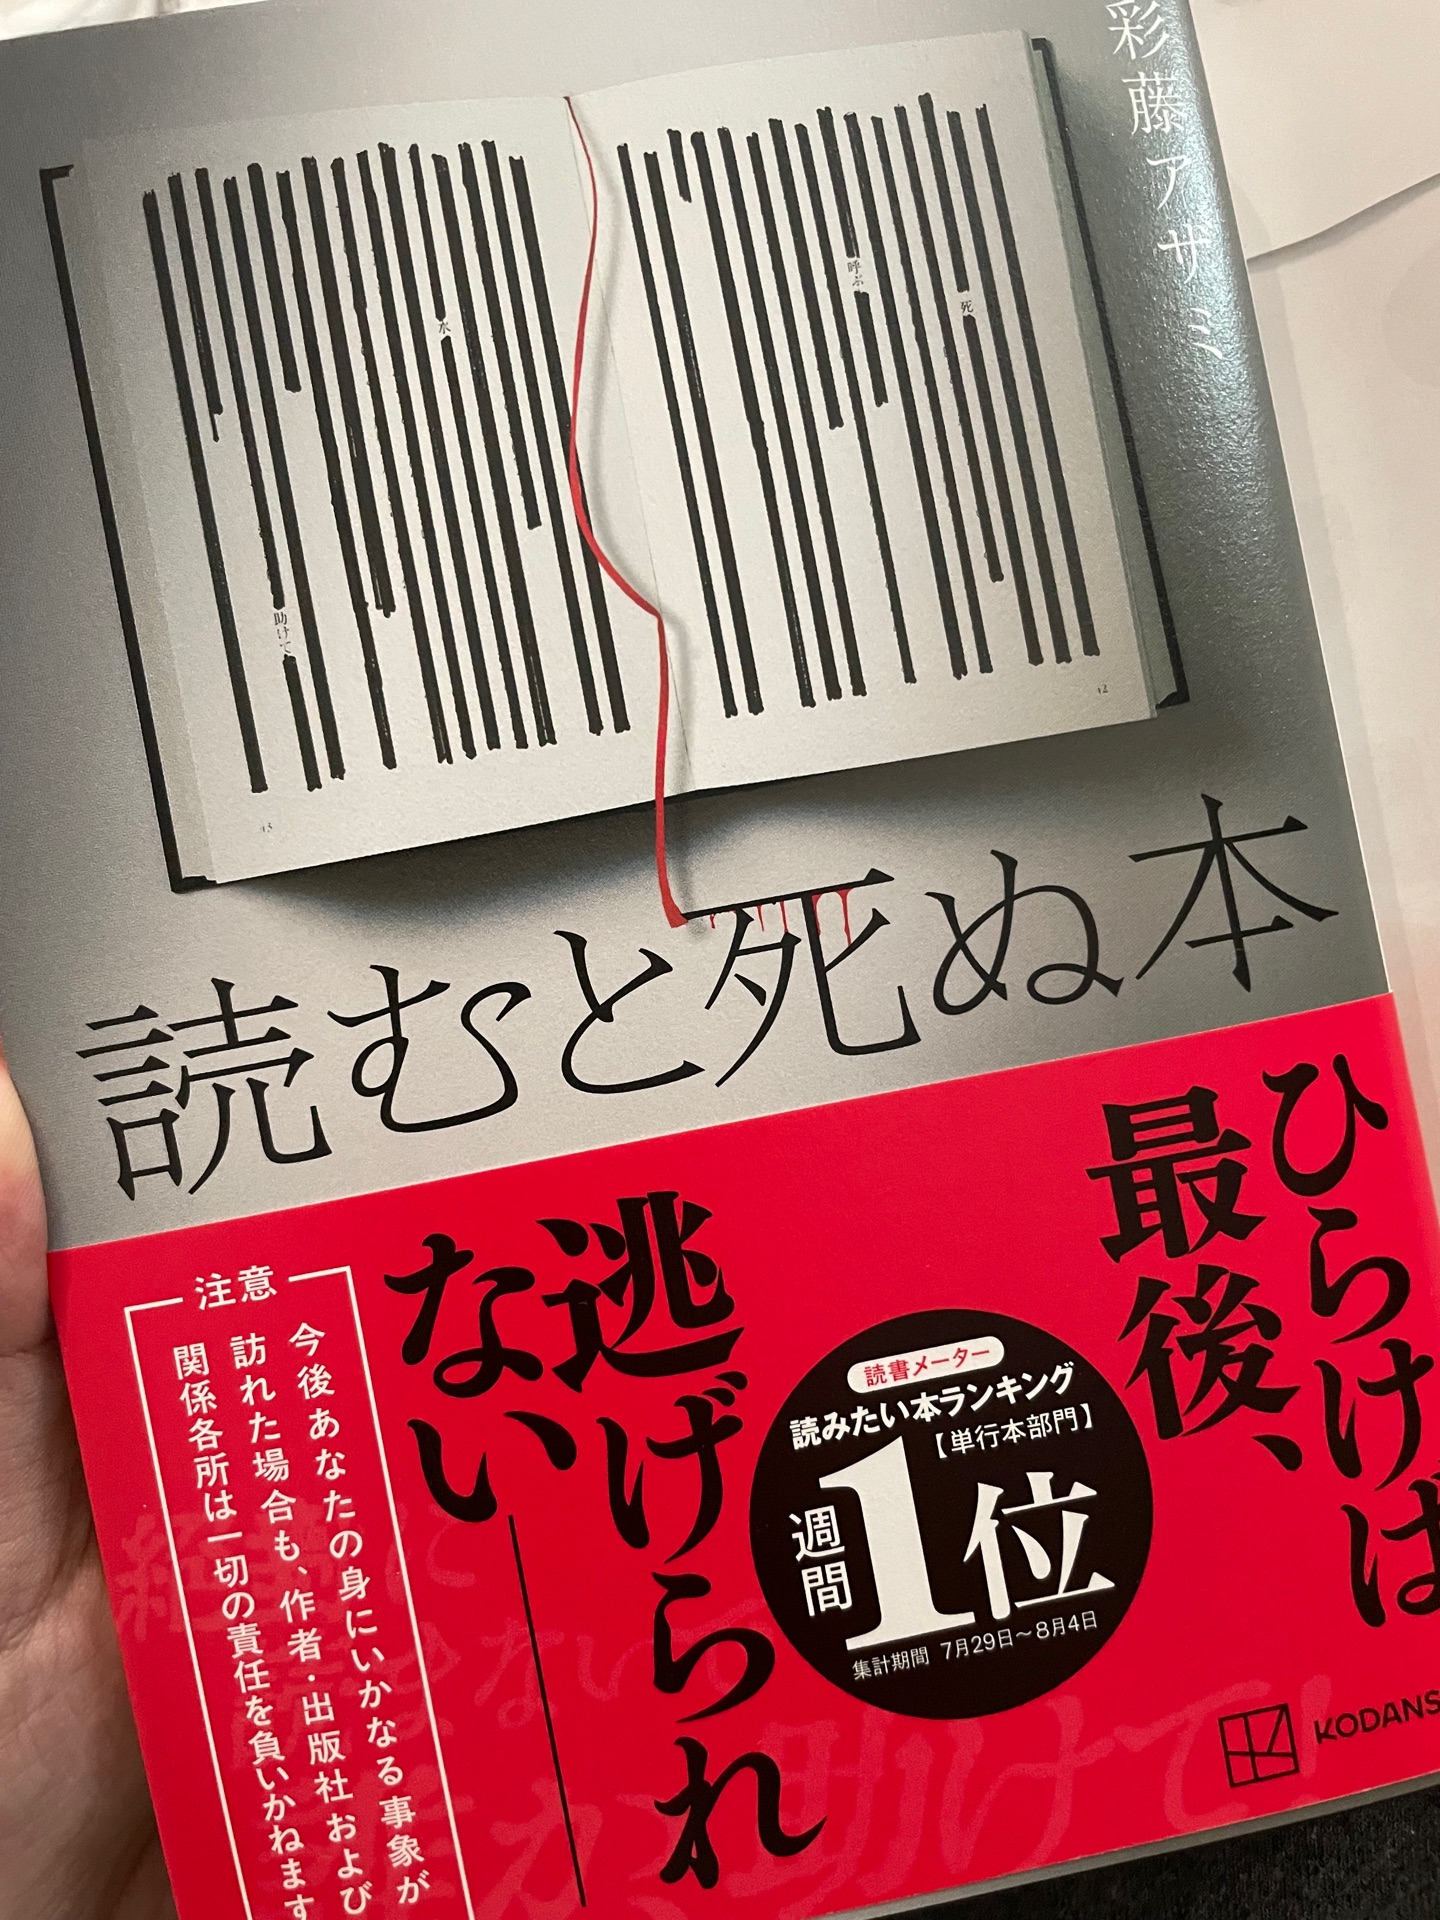 彩藤アサミ
呼ぶ
死
水
助けて
42
43
読むと死ぬ本
ひらけば
最後、
逃げられ
ない――
読書メーター
読みたい本ランキング
【単行本部門】
週間
1位
集計期間 7月29日～8月4日
注意
今後あなたの身にいかなる事象が
訪れた場合も、作者・出版社および
関係各所は一切の責任を負いかねます
助けて!
KODANS